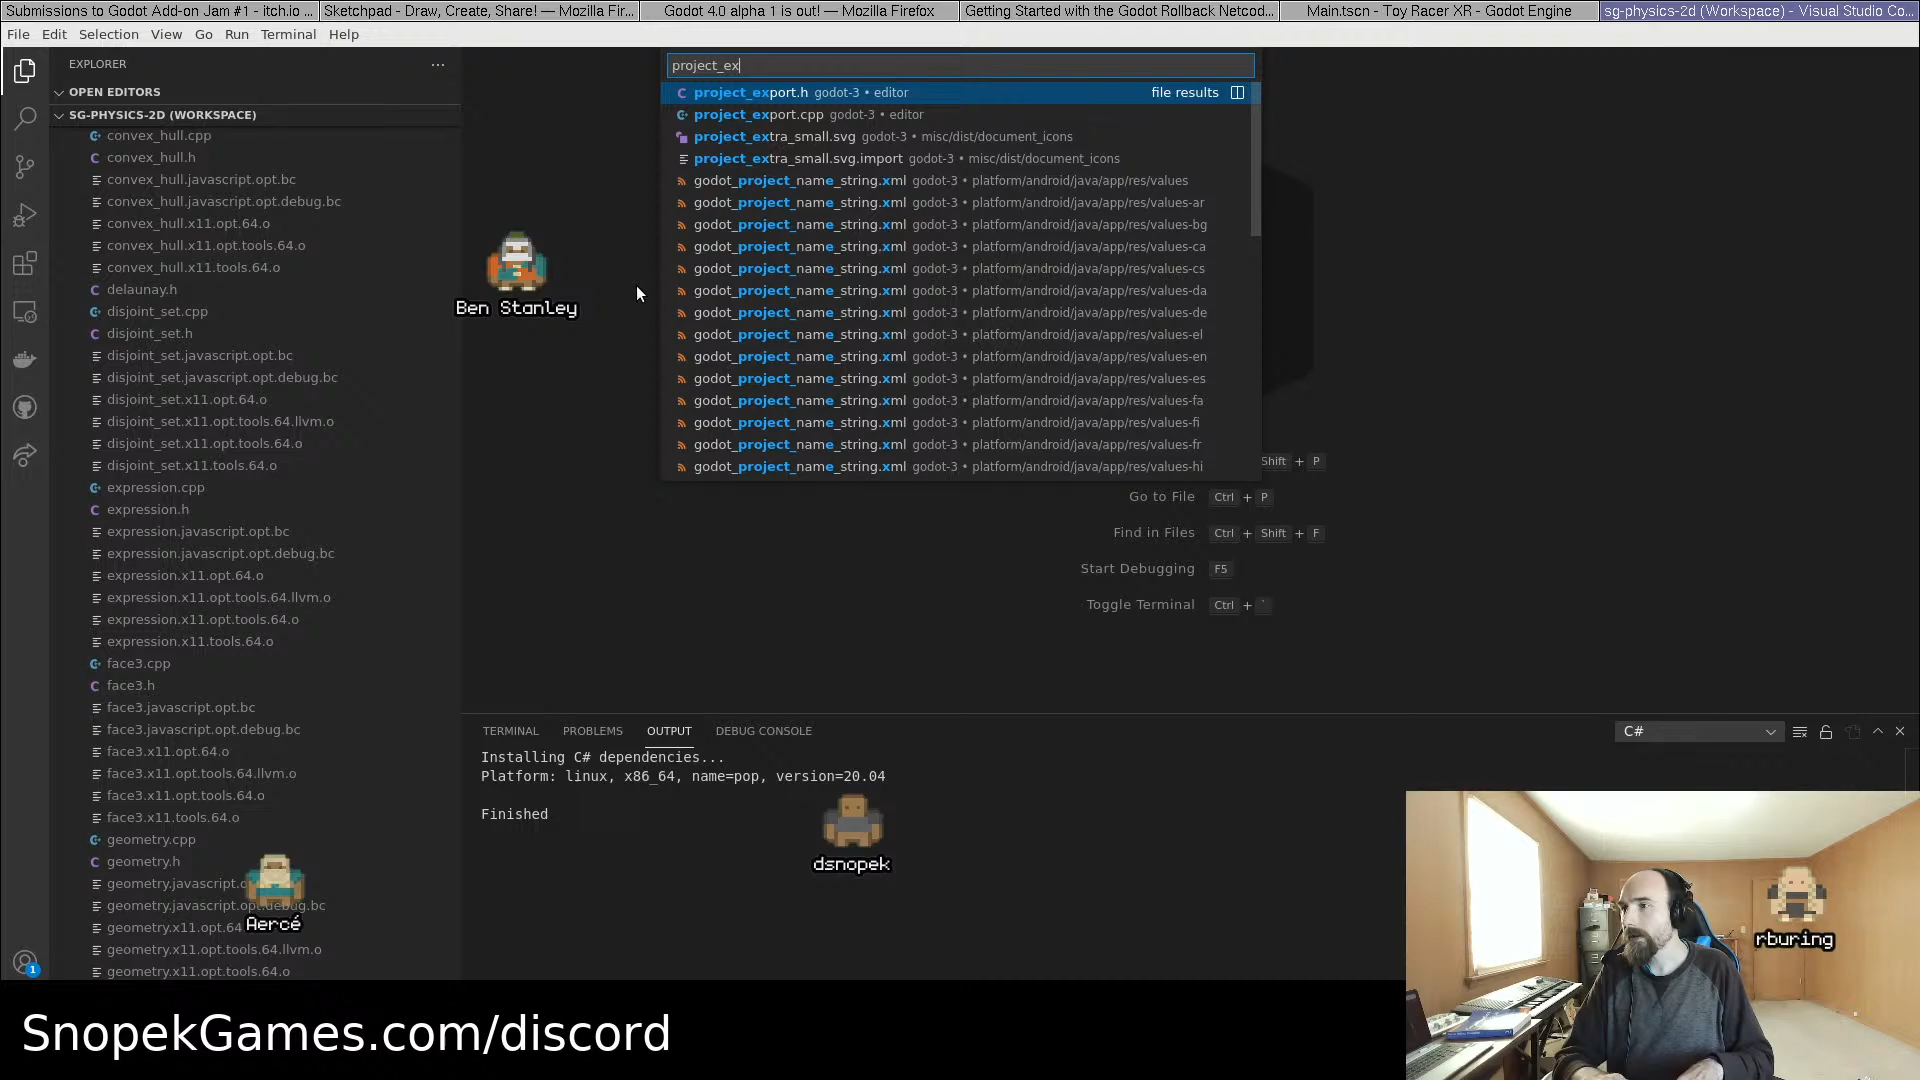 Submissions to Godot Add-on Jam #1 - itch.io ...
Sketchpad - Draw, Create, Share! — Mozilla Fir...
Godot 4.0 alpha 1 is out! — Mozilla Firefox
Getting Started with the Godot Rollback Netcod...
Main.tscn - Toy Racer XR - Godot Engine
sg-physics-2d (Workspace) - Visual Studio Co...
File Edit Selection View Go Run Terminal Help
EXPLORER
OPEN EDITORS
SG-PHYSICS-2D (WORKSPACE)
convex_hull.cpp
convex_hull.h
convex_hull.javascript.opt.bc
convex_hull.javascript.opt.debug.bc
convex_hull.x11.opt.64.o
convex_hull.x11.opt.tools.64.o
convex_hull.x11.tools.64.o
delaunay.h
disjoint_set.cpp
disjoint_set.h
disjoint_set.javascript.opt.bc
disjoint_set.javascript.opt.debug.bc
disjoint_set.x11.opt.64.o
disjoint_set.x11.opt.tools.64.llvm.o
disjoint_set.x11.opt.tools.64.o
disjoint_set.x11.tools.64.o
expression.cpp
expression.h
expression.javascript.opt.bc
expression.javascript.opt.debug.bc
expression.x11.opt.64.o
expression.x11.opt.tools.64.llvm.o
expression.x11.opt.tools.64.o
expression.x11.tools.64.o
face3.cpp
face3.h
face3.javascript.opt.bc
face3.javascript.opt.debug.bc
face3.x11.opt.64.o
face3.x11.opt.tools.64.llvm.o
face3.x11.opt.tools.64.o
face3.x11.tools.64.o
geometry.cpp
geometry.h
geometry.javascript.o
geometry.javascript.opt.debug.bc
geometry.x11.opt.64
geometry.x11.opt.tools.64.llvm.o
geometry.x11.opt.tools.64.o
1
project_ex
project_export.h godot-3 • editor file results
project_export.cpp godot-3 • editor
project_extra_small.svg godot-3 • misc/dist/document_icons
project_extra_small.svg.import godot-3 • misc/dist/document_icons
godot_project_name_string.xml godot-3 • platform/android/java/app/res/values
godot_project_name_string.xml godot-3 • platform/android/java/app/res/values-ar
godot_project_name_string.xml godot-3 • platform/android/java/app/res/values-bg
godot_project_name_string.xml godot-3 • platform/android/java/app/res/values-ca
godot_project_name_string.xml godot-3 • platform/android/java/app/res/values-cs
godot_project_name_string.xml godot-3 • platform/android/java/app/res/values-da
godot_project_name_string.xml godot-3 • platform/android/java/app/res/values-de
godot_project_name_string.xml godot-3 • platform/android/java/app/res/values-el
godot_project_name_string.xml godot-3 • platform/android/java/app/res/values-en
godot_project_name_string.xml godot-3 • platform/android/java/app/res/values-es
godot_project_name_string.xml godot-3 • platform/android/java/app/res/values-fa
godot_project_name_string.xml godot-3 • platform/android/java/app/res/values-fi
godot_project_name_string.xml godot-3 • platform/android/java/app/res/values-fr
godot_project_name_string.xml godot-3 • platform/android/java/app/res/values-hi
Shift + P
Go to File Ctrl + P
Find in Files Ctrl + Shift + F
Start Debugging F5
Toggle Terminal Ctrl + `
Ben Stanley
TERMINAL PROBLEMS OUTPUT DEBUG CONSOLE C#
Installing C# dependencies...
Platform: linux, x86_64, name=pop, version=20.04
Finished
dsnopek
Aercé
rburing
SnopekGames.com/discord